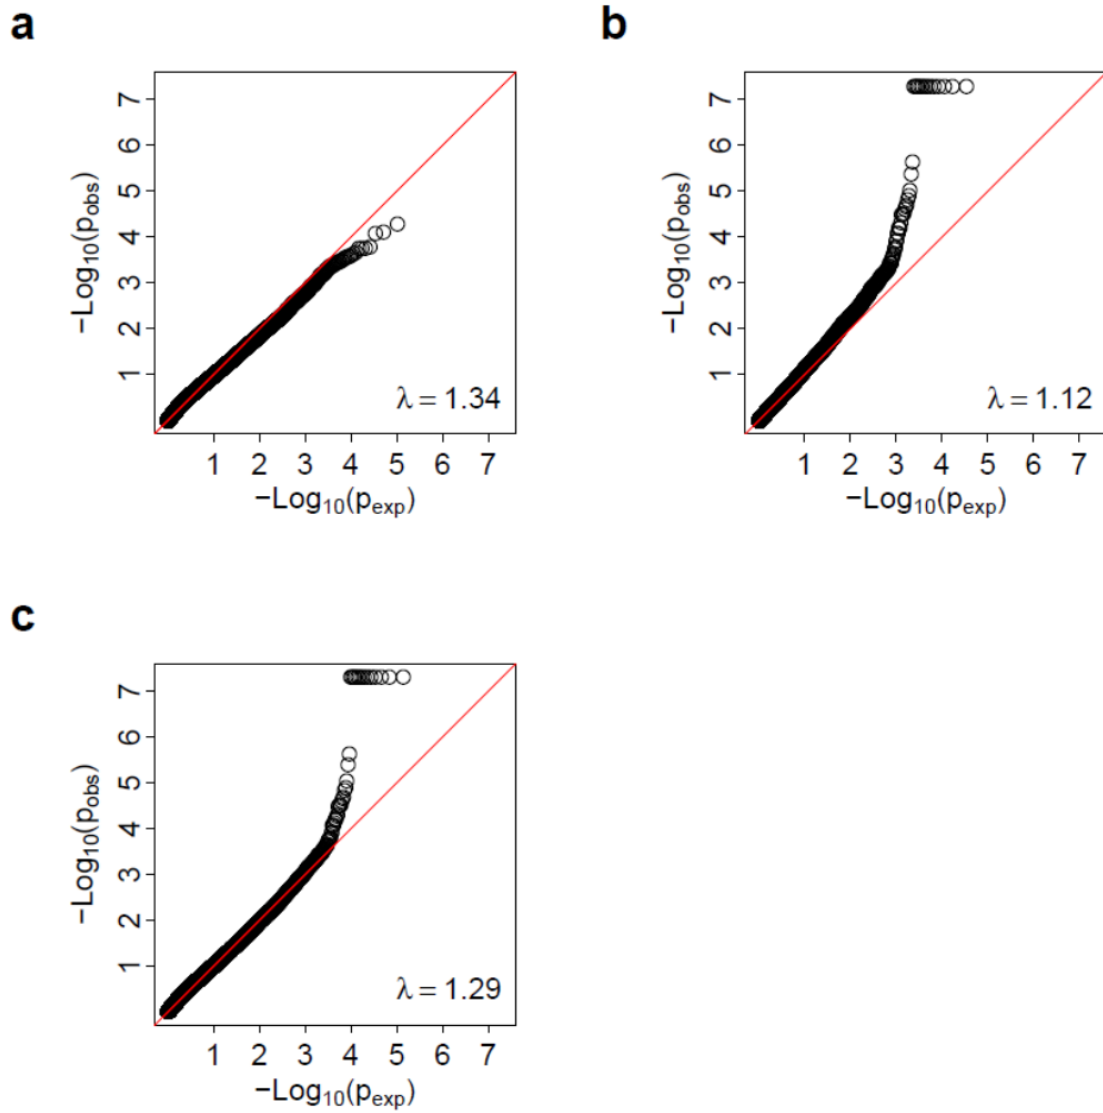 a
7
6
5
4
3
2
1
−Log10(pobs)
λ = 1.34
1 2 3 4 5 6 7
−Log10(pexp)
b
7
6
5
4
3
2
1
−Log10(pobs)
λ = 1.12
1 2 3 4 5 6 7
−Log10(pexp)
c
7
6
5
4
3
2
1
−Log10(pobs)
λ = 1.29
1 2 3 4 5 6 7
−Log10(pexp)